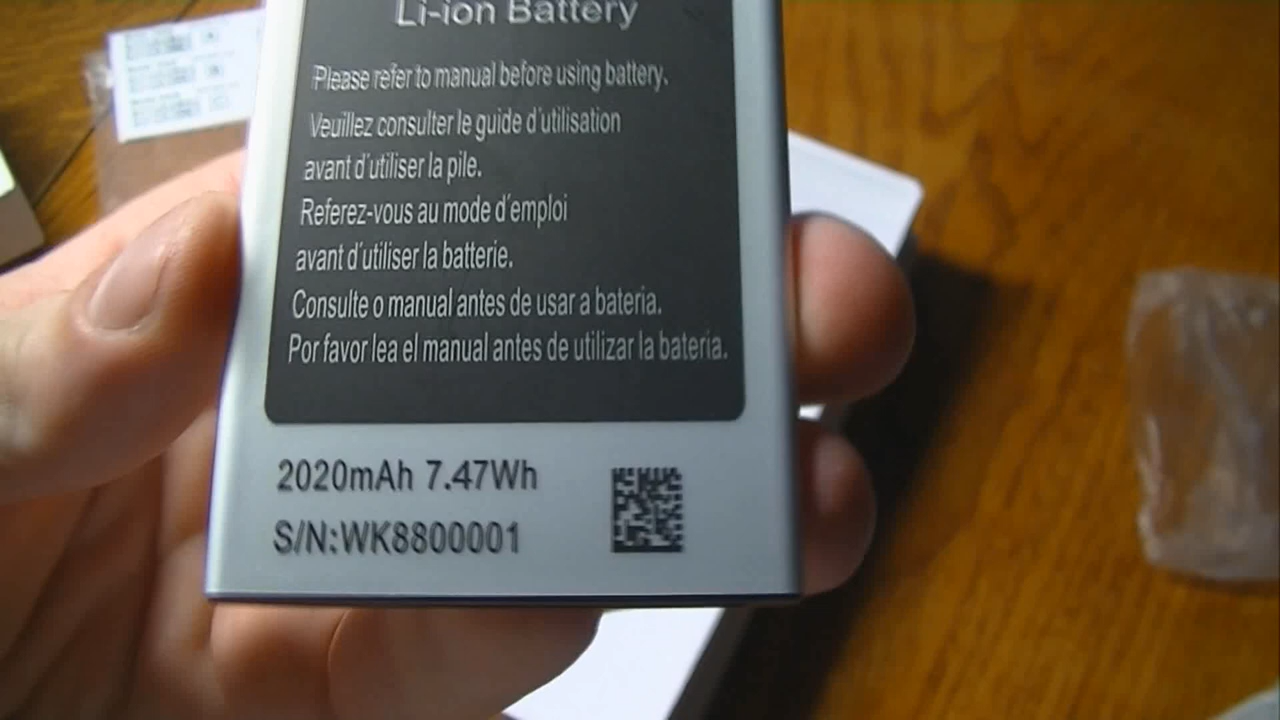 Li-ion Battery
Please refer to manual before using battery.
Veuillez consulter le guide d'utilisation
avant d'utiliser la pile.
Referez-vous au mode d'emploi
avant d'utiliser la batterie.
Consulte o manual antes de usar a bateria.
Por favor lea el manual antes de utilizar la bateria.
2020mAh 7.47Wh
S/N:WK8800001